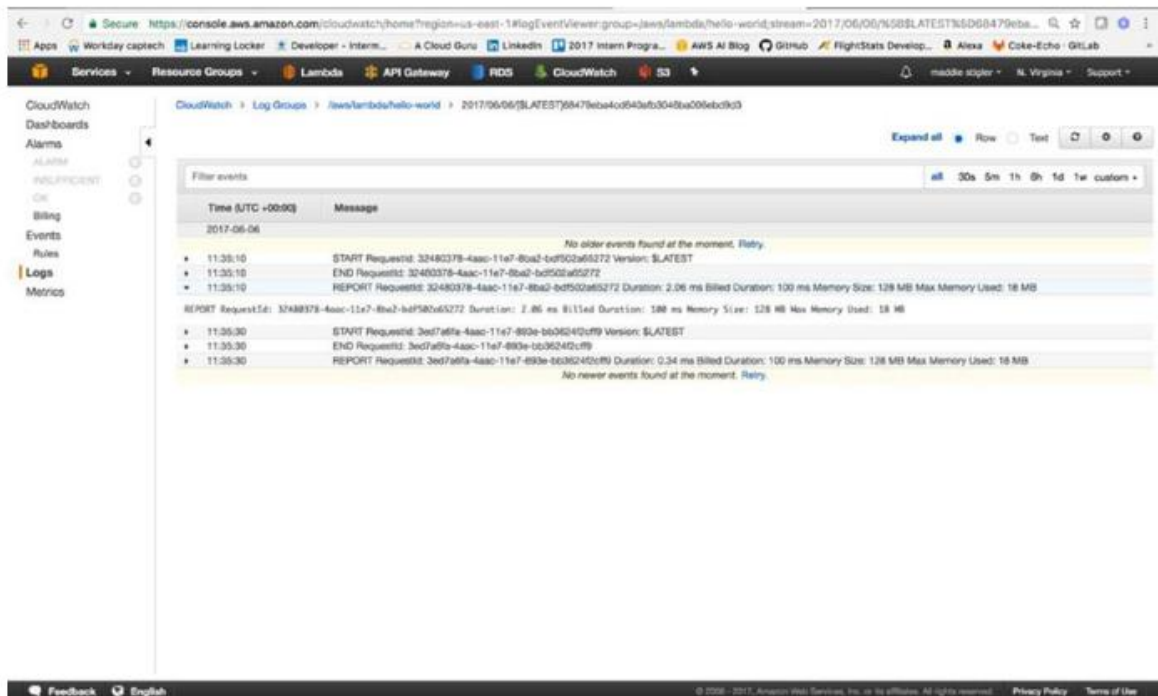 Secure https://console.aws.amazon.com/cloudwatch/home?region=us-east-1#logEventViewer:group=/aws/lambda/hello-world;stream=2017/06/06/%5B$LATEST%5D68479eba...
Apps Workday captech Learning Locker Developer - Interm... A Cloud Guru LinkedIn 2017 Intern Progra... AWS AI Blog GitHub FlightStats Develop... Alexa Coke-Echo · GitLab
Services Resource Groups Lambda API Gateway RDS CloudWatch S3 maddie stigler N. Virginia Support
CloudWatch
Dashboards
Alarms
ALARM
INSUFFICIENT
OK
Billing
Events
Rules
Logs
Metrics
CloudWatch > Log Groups > /aws/lambda/hello-world > 2017/06/06/[$LATEST]
Expand all Row Text
Filter events
all 30s 5m 1h 6h 1d 1w custom
Time (UTC +00:00) Message
2017-06-06
No older events found at the moment. Retry.
11:35:10 START RequestId: 32480378-4aac-11e7-8ba2-bdf502a65272 Version: $LATEST
11:35:10 END RequestId: 32480378-4aac-11e7-8ba2-bdf502a65272
11:35:10 REPORT RequestId: 32480378-4aac-11e7-8ba2-bdf502a65272 Duration: 2.06 ms Billed Duration: 100 ms Memory Size: 128 MB Max Memory Used: 18 MB
REPORT RequestId: 32480378-4aac-11e7-8ba2-bdf502a65272 Duration: 2.06 ms Billed Duration: 100 ms Memory Size: 128 MB Max Memory Used: 18 MB
11:35:30 START RequestId: 3ed7a6fa-4aac-11e7-893e-bb3624f2cff9 Version: $LATEST
11:35:30 END RequestId: 3ed7a6fa-4aac-11e7-893e-bb3624f2cff9
11:35:30 REPORT RequestId: 3ed7a6fa-4aac-11e7-893e-bb3624f2cff9 Duration: 0.34 ms Billed Duration: 100 ms Memory Size: 128 MB Max Memory Used: 18 MB
No newer events found at the moment. Retry.
Feedback English © 2008 - 2017, Amazon Web Services, Inc. or its affiliates. All rights reserved. Privacy Policy Terms of Use